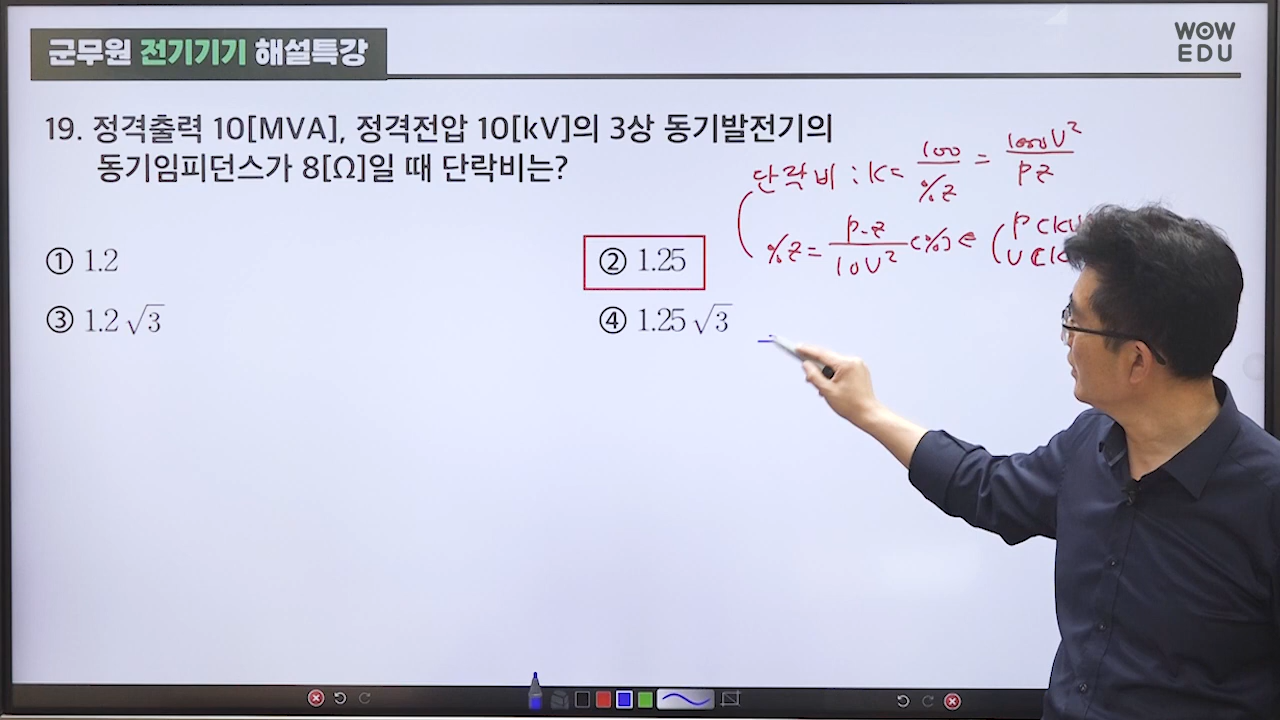 군무원 전기기기 해설특강
WOW
EDU
19. 정격출력 10[MVA], 정격전압 10[kV]의 3상 동기발전기의
동기임피던스가 8[Ω]일 때 단락비는?
단락비 : K = 100/%Z = 1000V²/PZ
%Z = P·Z/10V² [%]
① 1.2
② 1.25
③ 1.2√3
④ 1.25√3